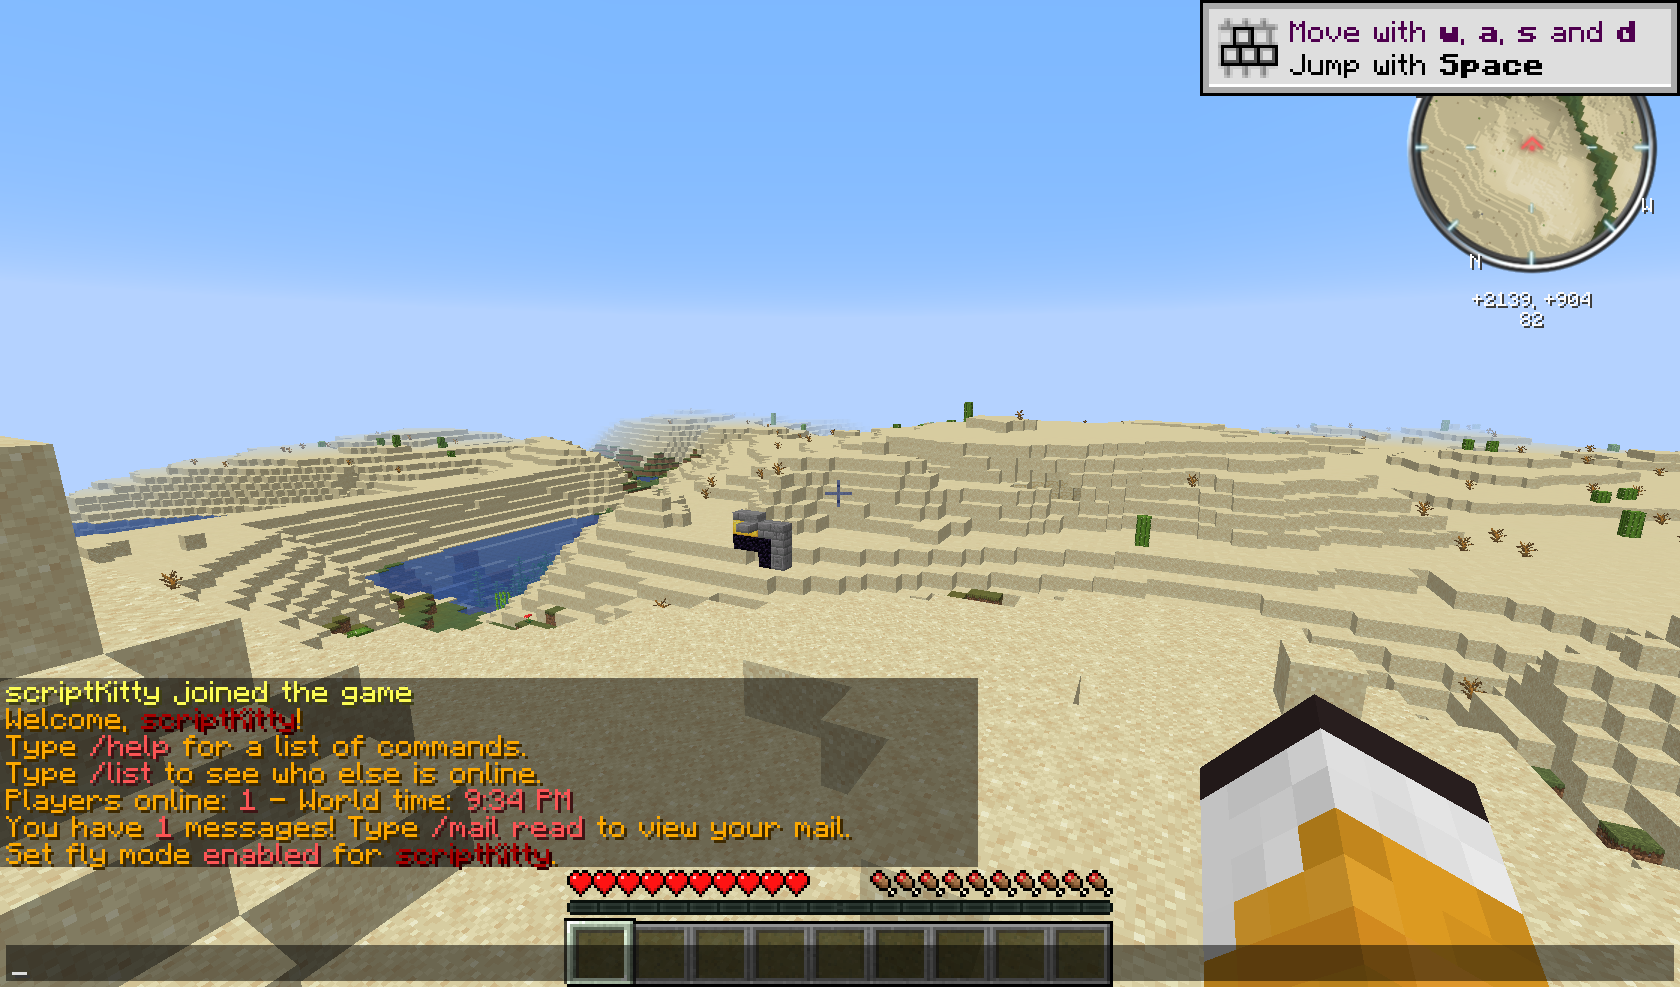 Move with w, a, s and d
Jump with Space
W
N
+2139, +904
82
scriptKitty joined the game
Welcome, scriptKitty!
Type /help for a list of commands.
Type /list to see who else is online.
Players online: 1 - World time: 9:34 PM
You have 1 messages! Type /mail read to view your mail.
Set fly mode enabled for scriptKitty.
_